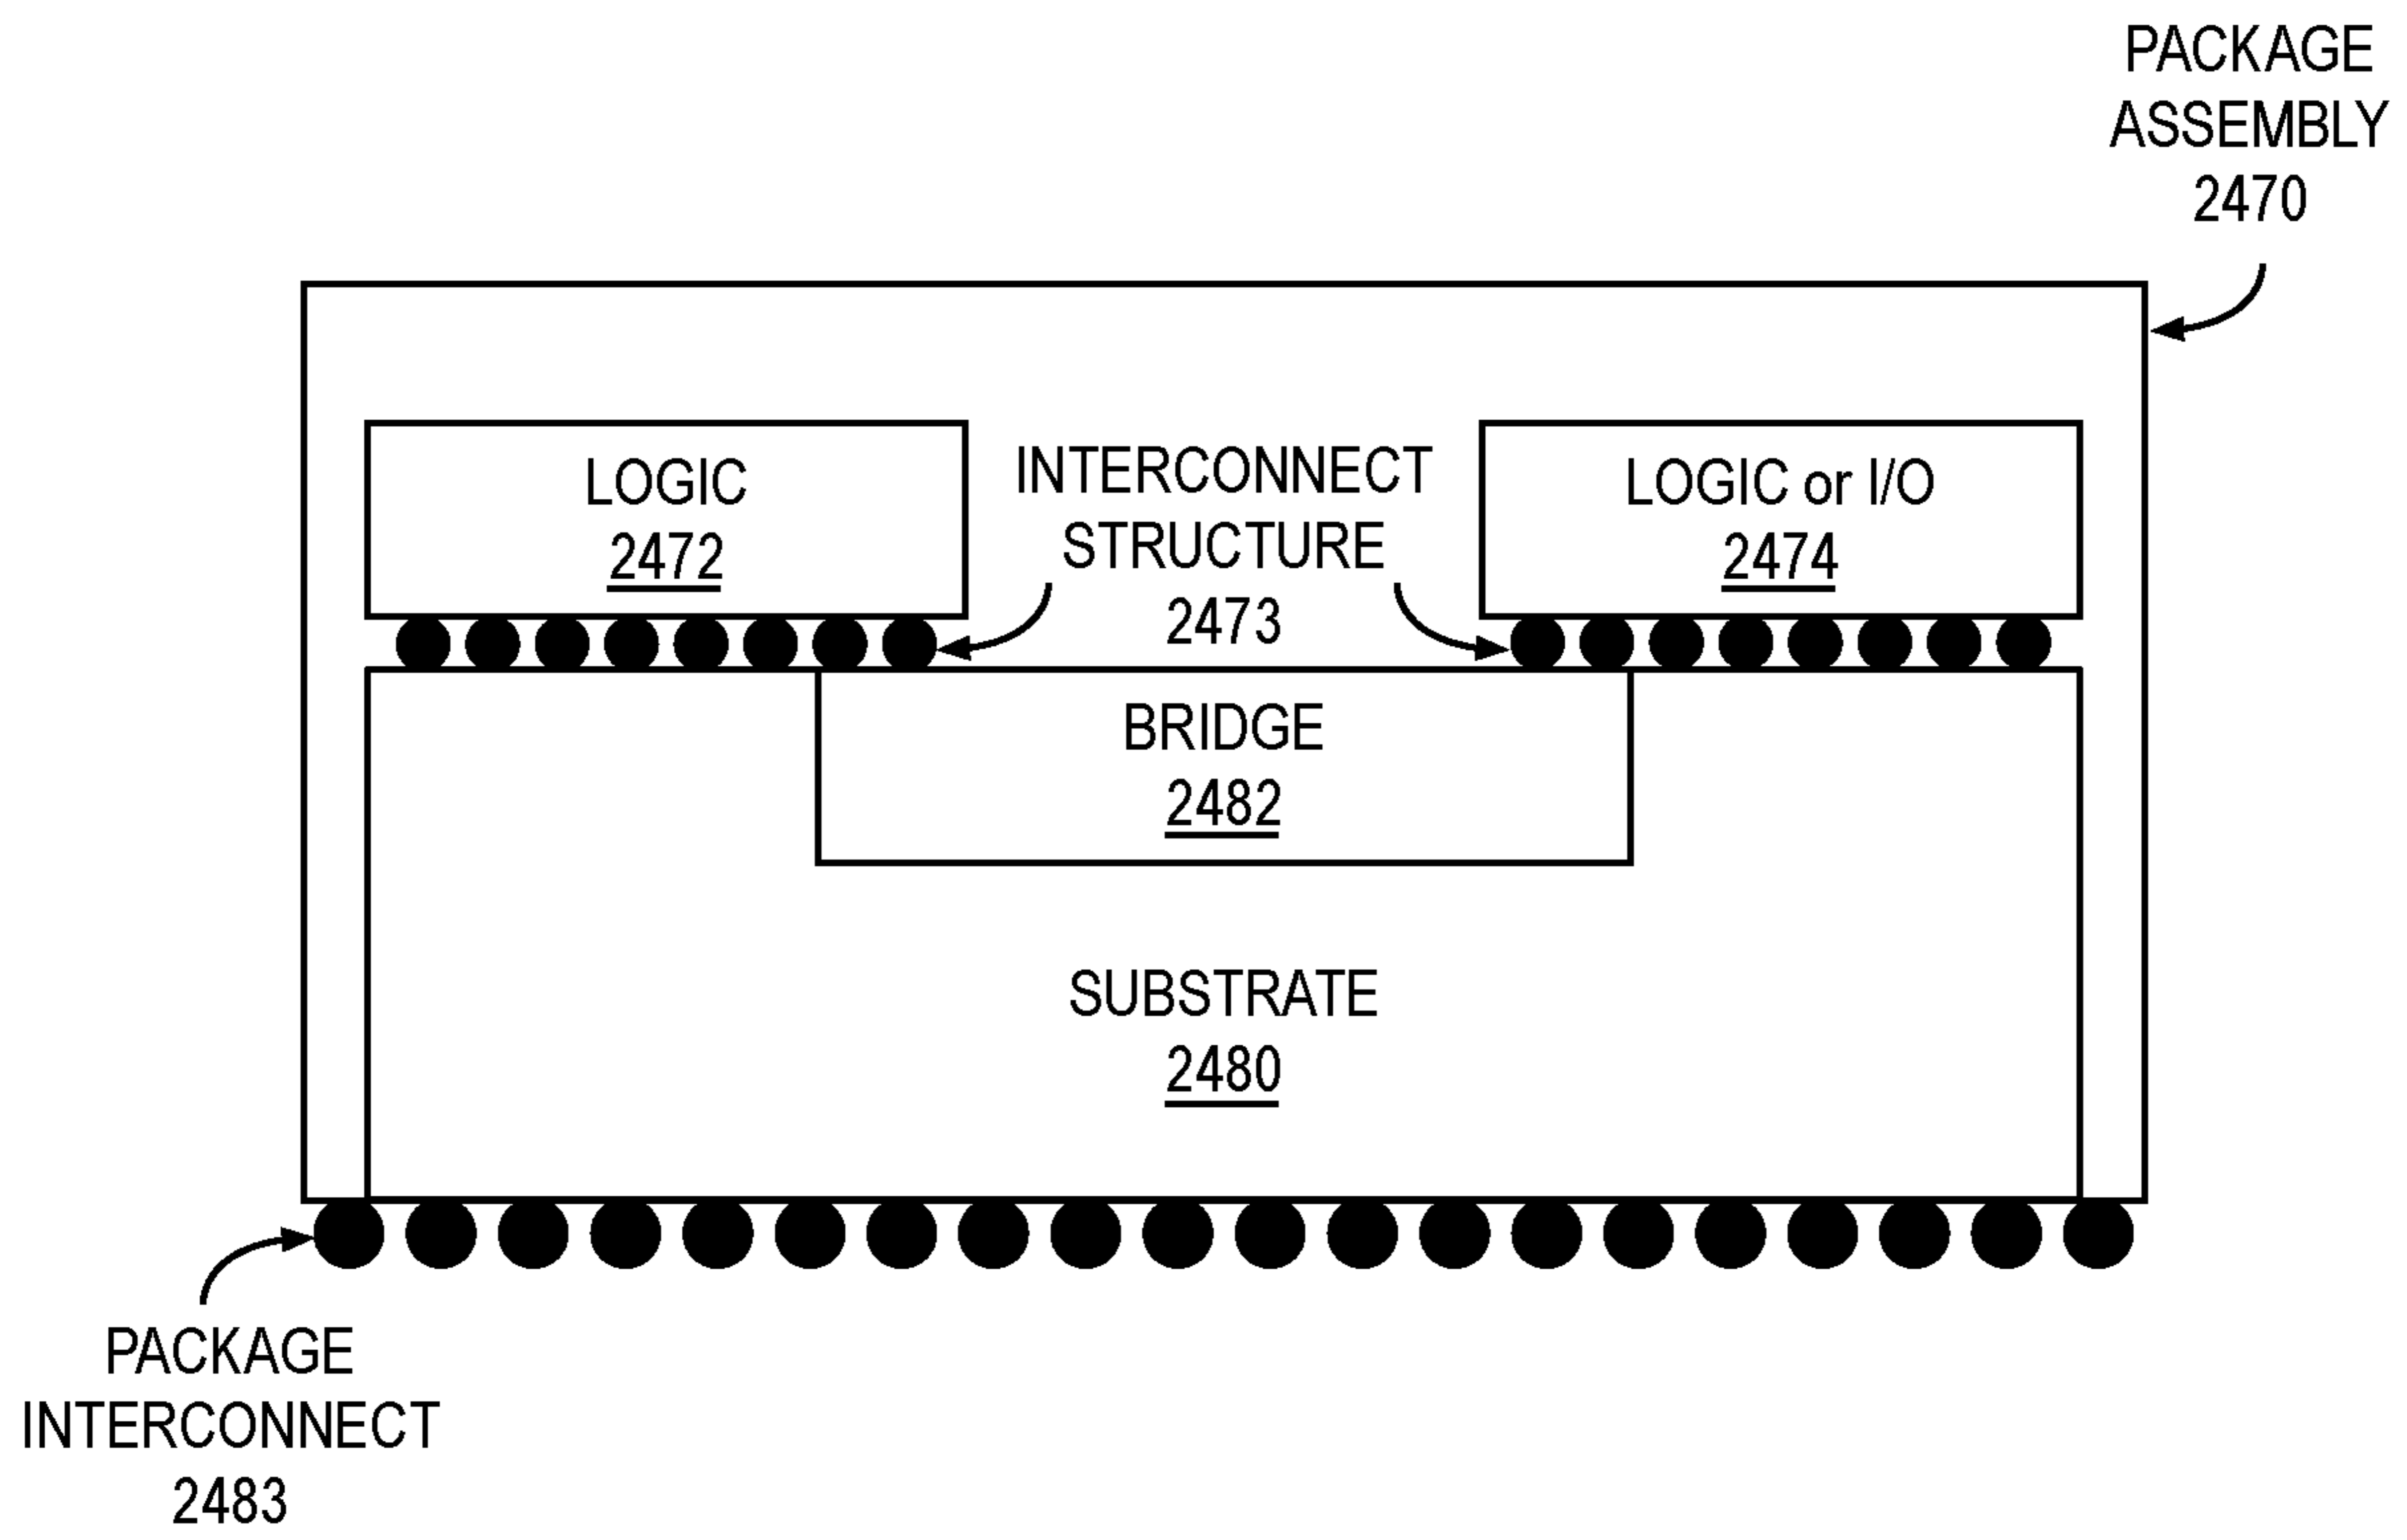 PACKAGE
ASSEMBLY
2470
LOGIC
2472
INTERCONNECT
STRUCTURE
2473
LOGIC or I/O
2474
BRIDGE
2482
SUBSTRATE
2480
PACKAGE
INTERCONNECT
2483